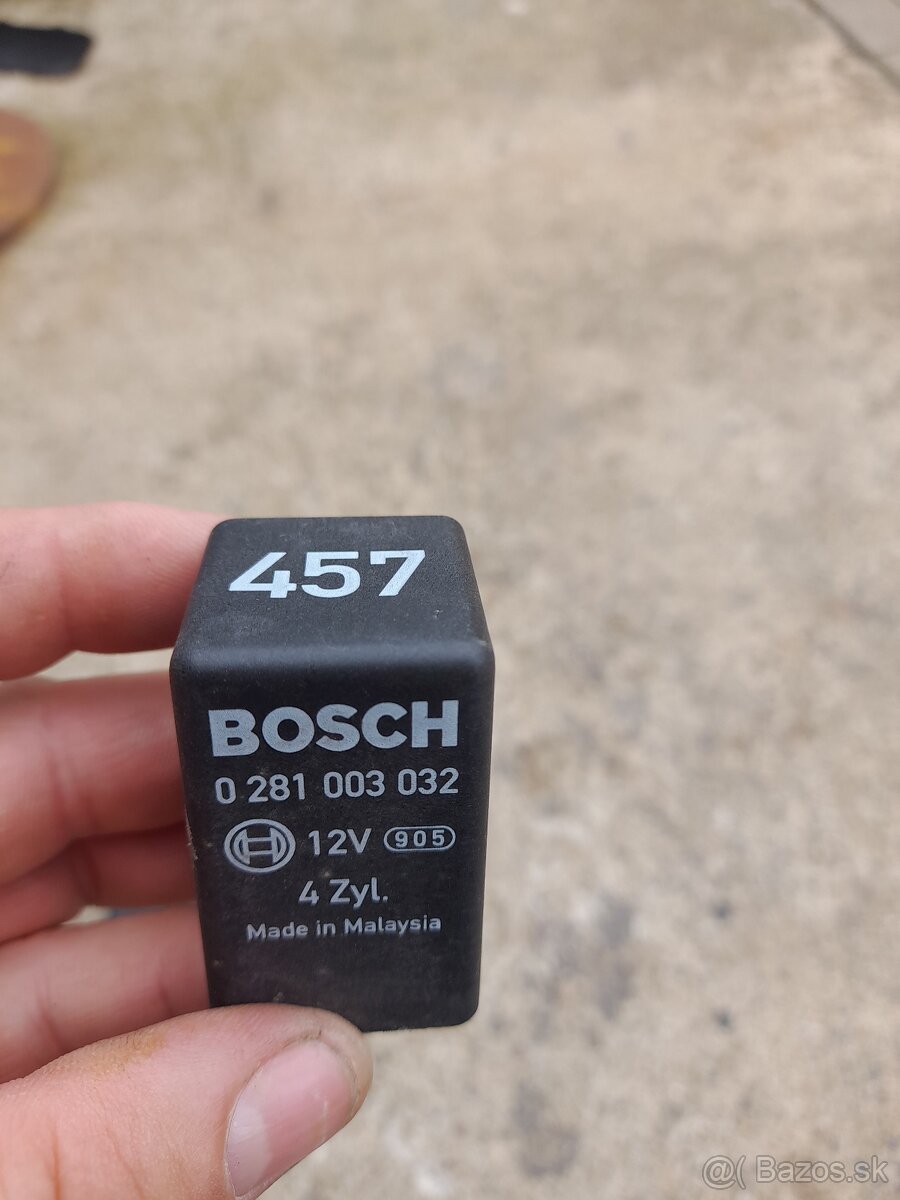 457
BOSCH
0 281 003 032
12V 905
4 Zyl.
Made in Malaysia
@( Bazos.sk